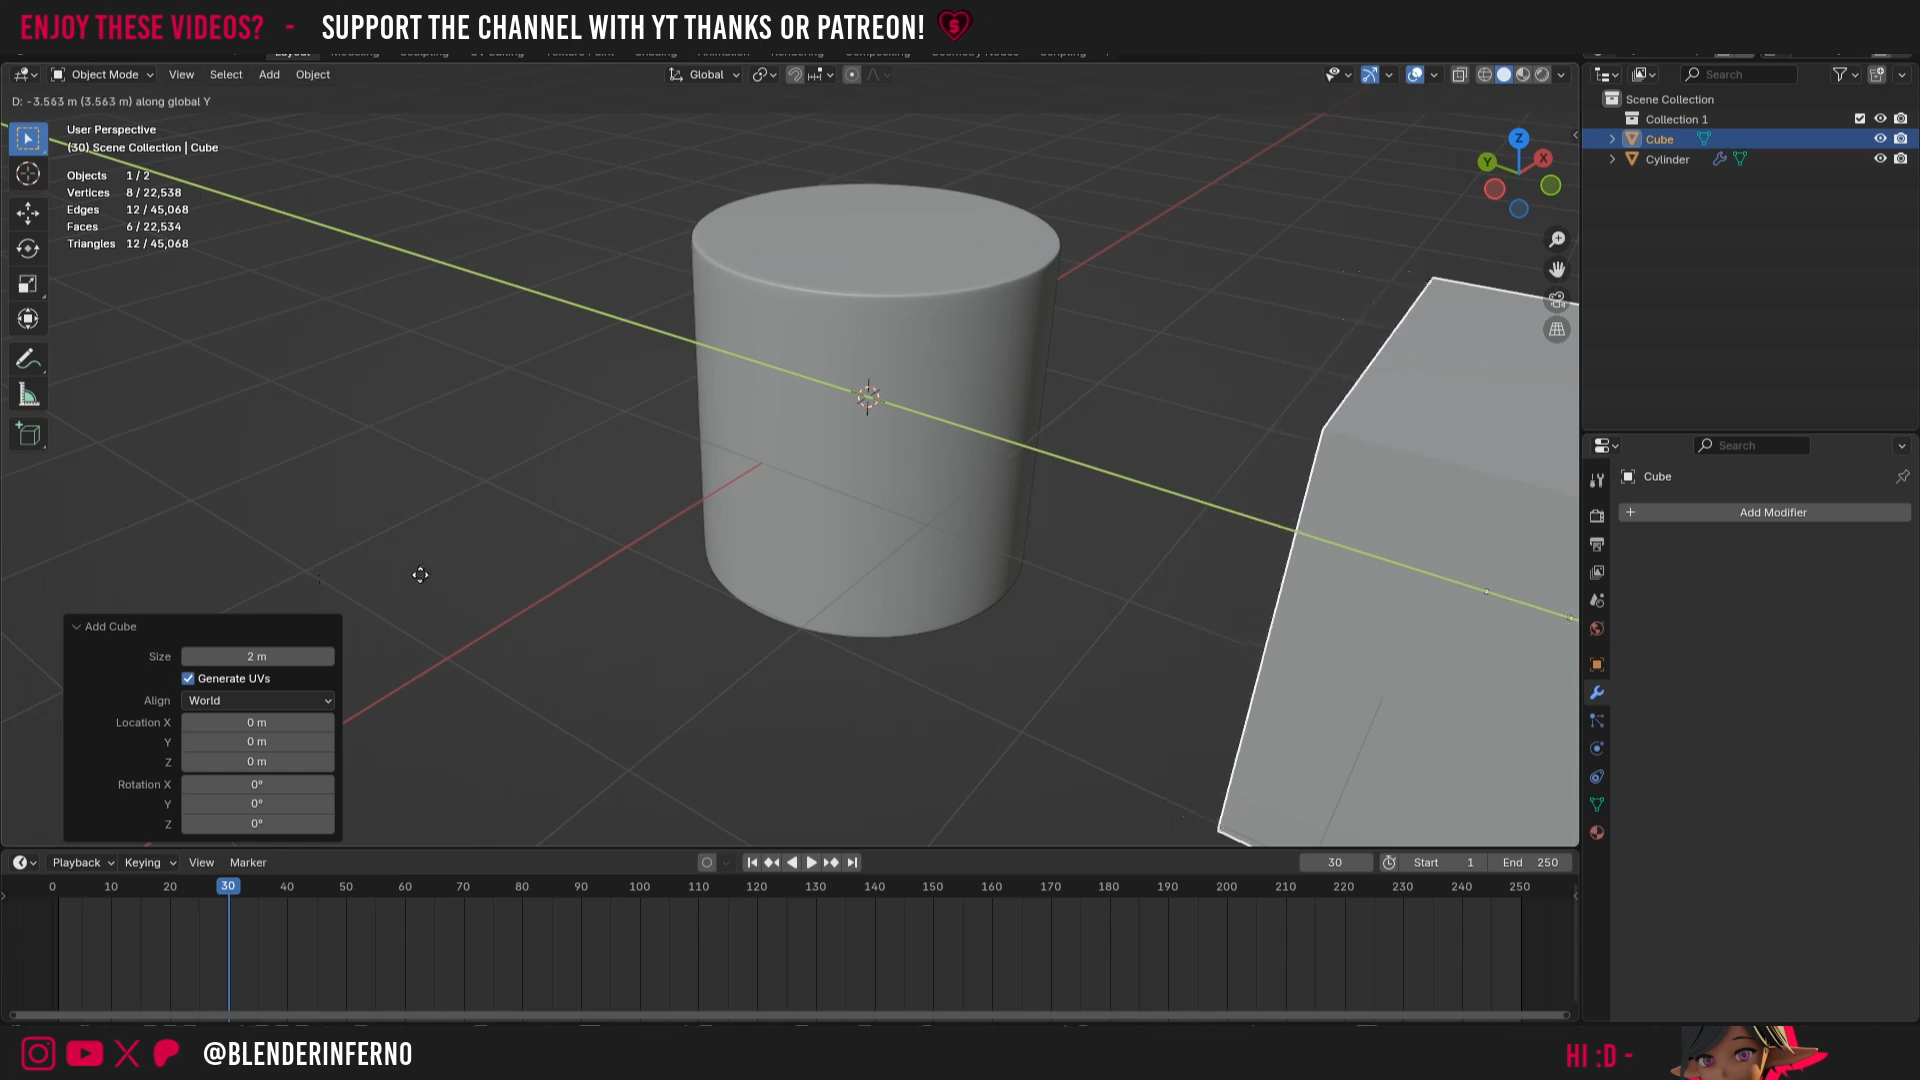 ENJOY THESE VIDEOS? - SUPPORT THE CHANNEL WITH YT THANKS OR PATREON!
Object Mode View Select Add Object Global Search
D: -3.563 m (3.563 m) along global Y
User Perspective
(30) Scene Collection | Cube
Objects 1 / 2
Vertices 8 / 22,538
Edges 12 / 45,068
Faces 6 / 22,534
Triangles 12 / 45,068
Z
Y
X
Scene Collection
Collection 1
Cube
Cylinder
Search
Cube
+ Add Modifier
Add Cube
Size 2 m
Generate UVs
Align World
Location X 0 m
Y 0 m
Z 0 m
Rotation X 0°
Y 0°
Z 0°
Playback Keying View Marker 30 Start 1 End 250
0 10 20 30 40 50 60 70 80 90 100 110 120 130 140 150 160 170 180 190 200 210 220 230 240 250
@BLENDERINFERNO
HI :D -